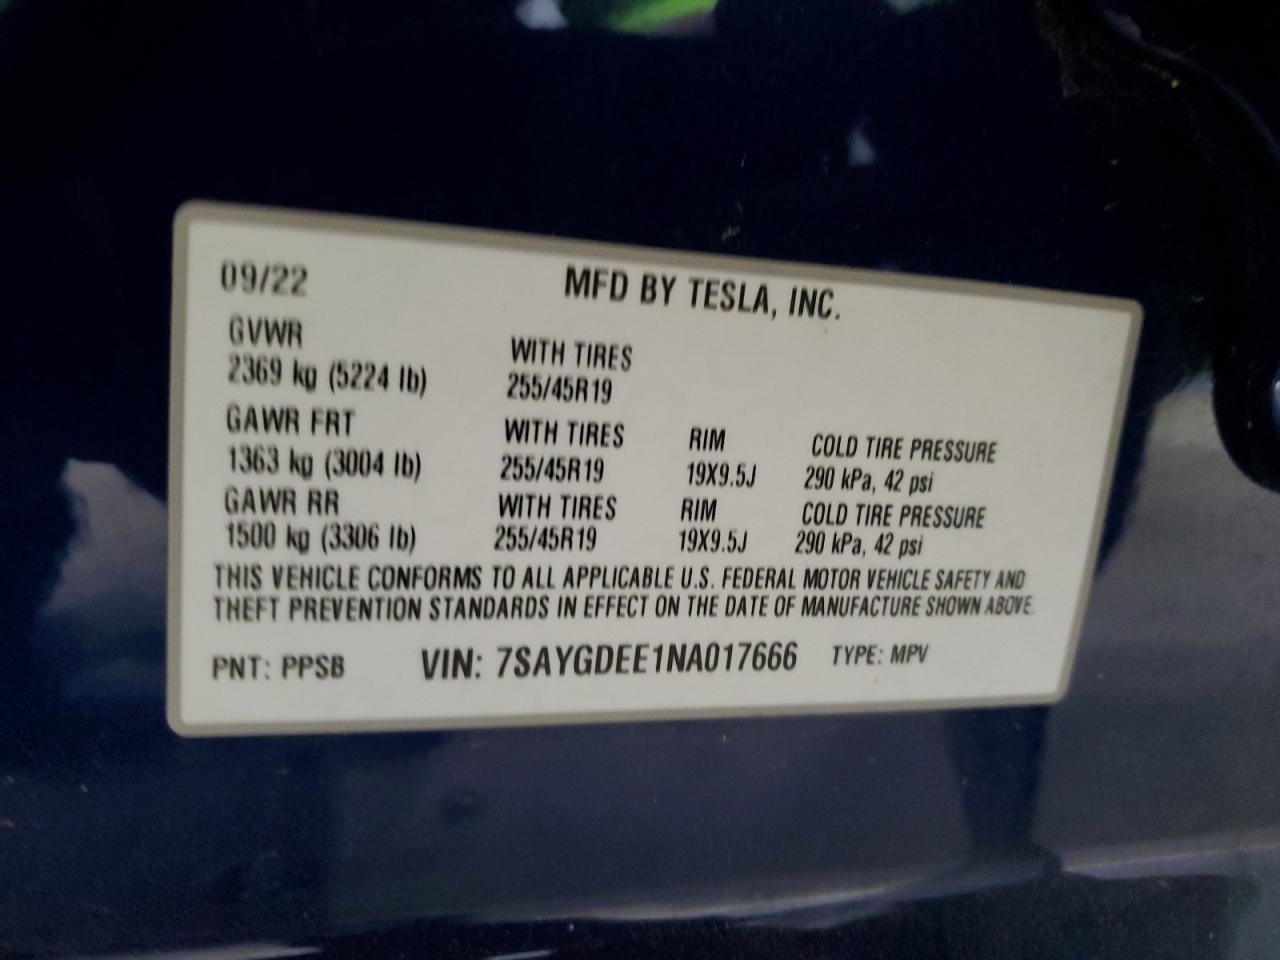 09/22 MFD BY TESLA, INC.
GVWR
2369 kg (5224 lb) WITH TIRES 255/45R19
GAWR FRT WITH TIRES RIM COLD TIRE PRESSURE
1363 kg (3004 lb) 255/45R19 19X9.5J 290 kPa, 42 psi
GAWR RR WITH TIRES RIM COLD TIRE PRESSURE
1500 kg (3306 lb) 255/45R19 19X9.5J 290 kPa, 42 psi
THIS VEHICLE CONFORMS TO ALL APPLICABLE U.S. FEDERAL MOTOR VEHICLE SAFETY AND
THEFT PREVENTION STANDARDS IN EFFECT ON THE DATE OF MANUFACTURE SHOWN ABOVE.
PNT: PPSB VIN: 7SAYGDEE1NA017666 TYPE: MPV